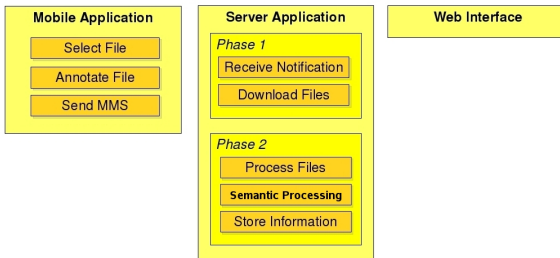 Mobile Application
Select File
Annotate File
Send MMS
Server Application
Phase 1
Receive Notification
Download Files
Phase 2
Process Files
Semantic Processing
Store Information
Web Interface